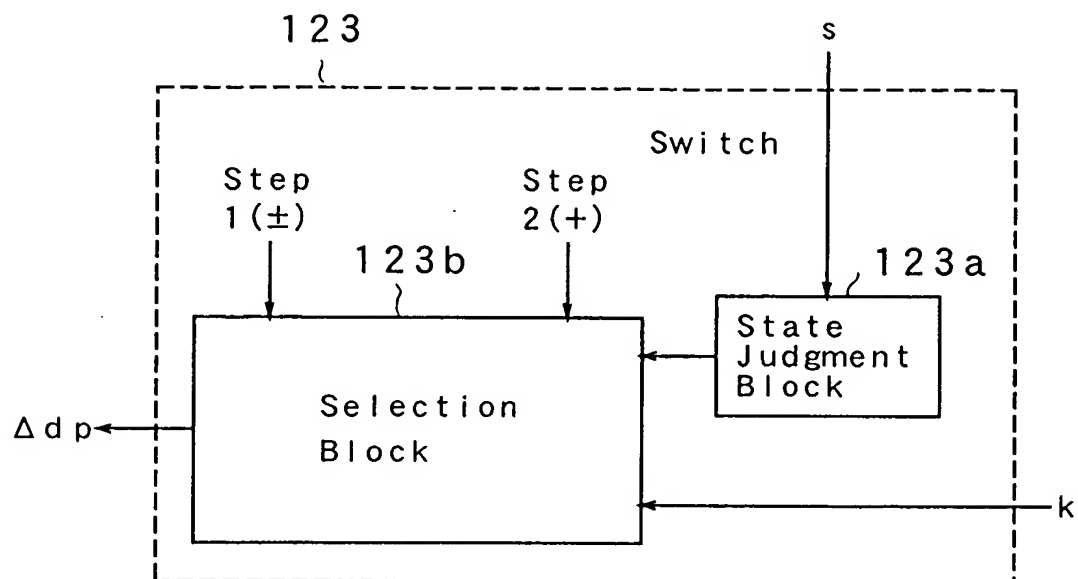 123
s
Switch
Step
1(±)
Step
2(+)
123b
123a
State
Judgment
Block
Selection
Block
Δdp
k